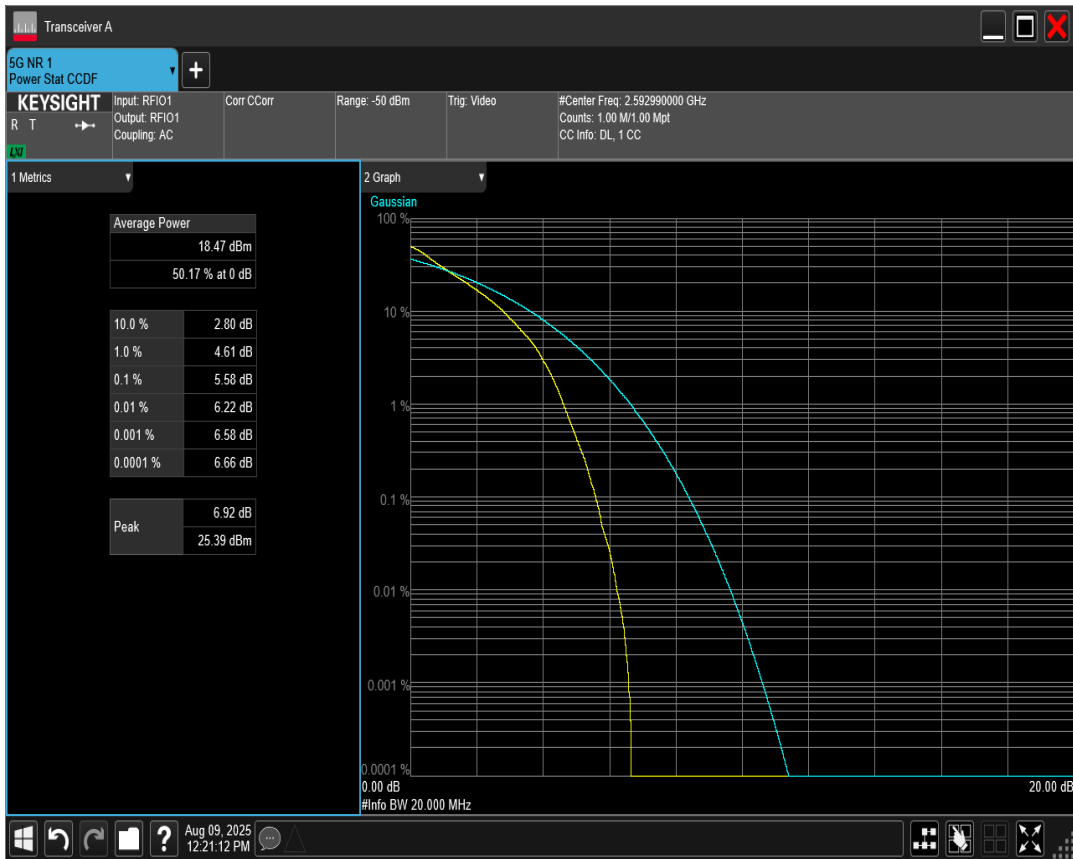 Transceiver A
5G NR 1
Power Stat CCDF
+
KEYSIGHT
R T
LXI
Input: RFIO1
Output: RFIO1
Coupling: AC
Corr CCorr
Range: -50 dBm
Trig: Video
#Center Freq: 2.592990000 GHz
Counts: 1.00 M/1.00 Mpt
CC Info: DL, 1 CC
1 Metrics
Average Power
18.47 dBm
50.17 % at 0 dB
10.0 % 2.80 dB
1.0 % 4.61 dB
0.1 % 5.58 dB
0.01 % 6.22 dB
0.001 % 6.58 dB
0.0001 % 6.66 dB
Peak
6.92 dB
25.39 dBm
2 Graph
Gaussian
100 %
10 %
1 %
0.1 %
0.01 %
0.001 %
0.0001 %
0.00 dB 20.00 dB
#Info BW 20.000 MHz
?
Aug 09, 2025
12:21:12 PM